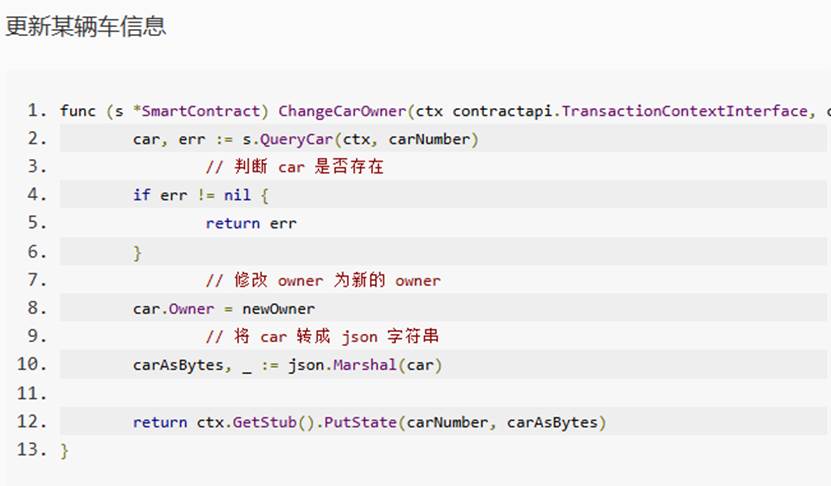 更新某辆车信息
1. func (s *SmartContract) ChangeCarOwner(ctx contractapi.TransactionContextInterface,
2. car, err := s.QueryCar(ctx, carNumber)
3. // 判断 car 是否存在
4. if err != nil {
5. return err
6. }
7. // 修改 owner 为新的 owner
8. car.Owner = newOwner
9. // 将 car 转成 json 字符串
10. carAsBytes, _ := json.Marshal(car)
11.
12. return ctx.GetStub().PutState(carNumber, carAsBytes)
13. }